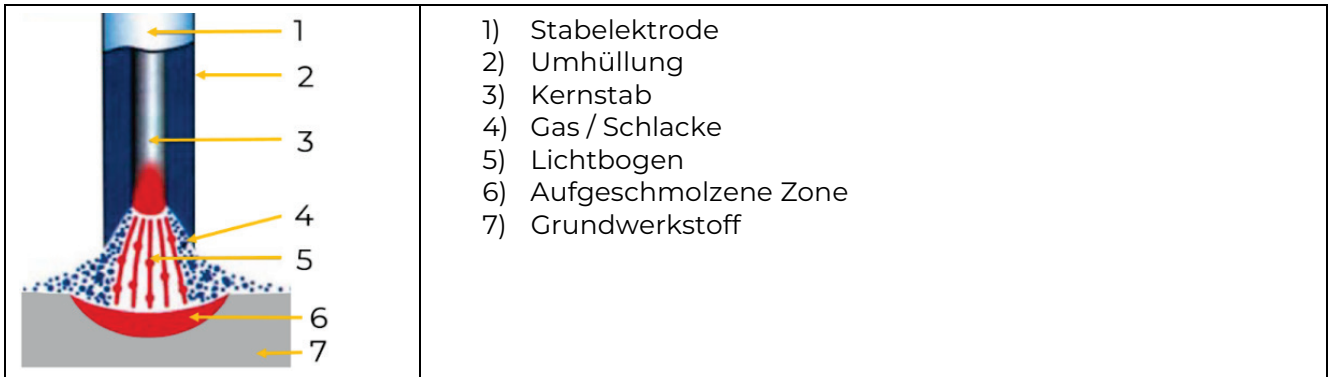 1
2
3
4
5
6
7
1) Stabelektrode
2) Umhüllung
3) Kernstab
4) Gas / Schlacke
5) Lichtbogen
6) Aufgeschmolzene Zone
7) Grundwerkstoff